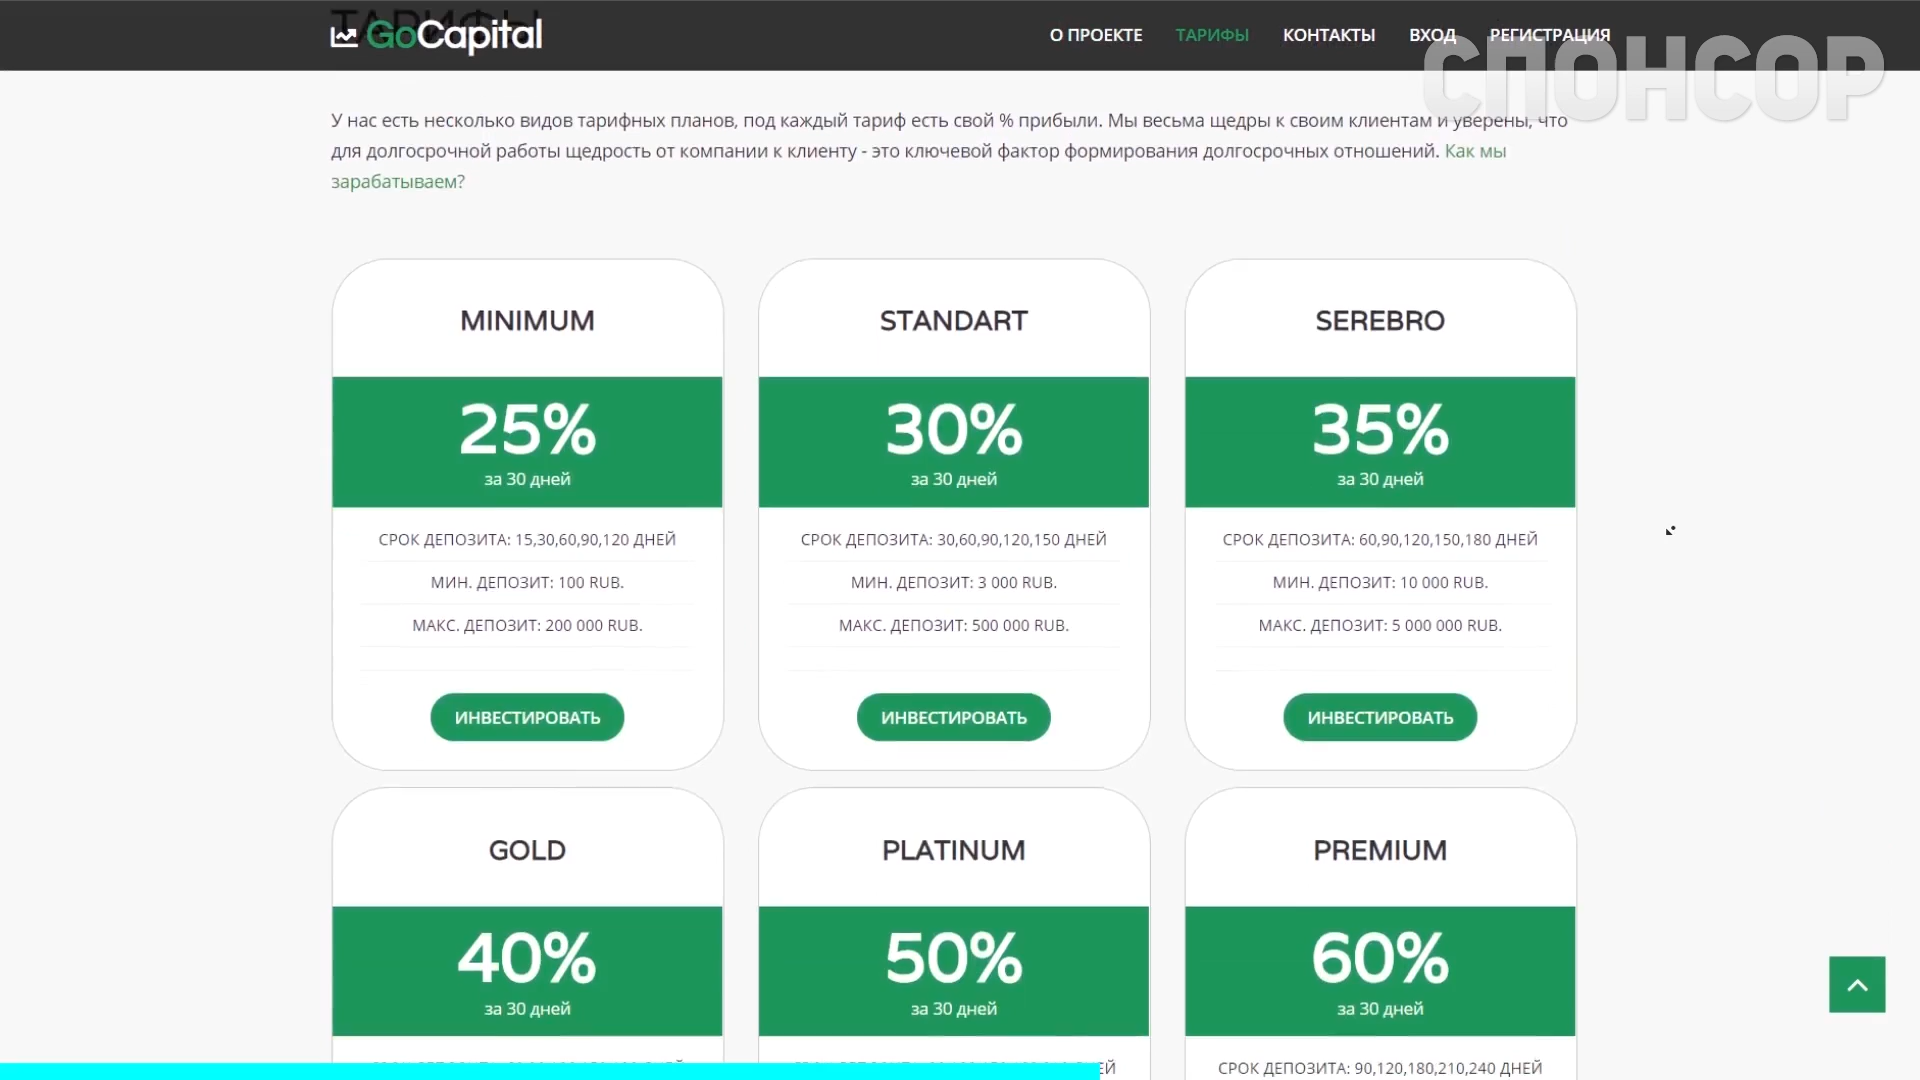 ТАРИФЫ
GoCapital
О ПРОЕКТЕ ТАРИФЫ КОНТАКТЫ ВХОД РЕГИСТРАЦИЯ
СПОНСОР
У нас есть несколько видов тарифных планов, под каждый тариф есть свой % прибыли. Мы весьма щедры к своим клиентам и уверены, что
для долгосрочной работы щедрость от компании к клиенту - это ключевой фактор формирования долгосрочных отношений. Как мы
зарабатываем?
MINIMUM
25%
за 30 дней
СРОК ДЕПОЗИТА: 15,30,60,90,120 ДНЕЙ
МИН. ДЕПОЗИТ: 100 RUB.
МАКС. ДЕПОЗИТ: 200 000 RUB.
ИНВЕСТИРОВАТЬ
STANDART
30%
за 30 дней
СРОК ДЕПОЗИТА: 30,60,90,120,150 ДНЕЙ
МИН. ДЕПОЗИТ: 3 000 RUB.
МАКС. ДЕПОЗИТ: 500 000 RUB.
ИНВЕСТИРОВАТЬ
SEREBRO
35%
за 30 дней
СРОК ДЕПОЗИТА: 60,90,120,150,180 ДНЕЙ
МИН. ДЕПОЗИТ: 10 000 RUB.
МАКС. ДЕПОЗИТ: 5 000 000 RUB.
ИНВЕСТИРОВАТЬ
GOLD
40%
за 30 дней
PLATINUM
50%
за 30 дней
PREMIUM
60%
за 30 дней
СРОК ДЕПОЗИТА: 90,120,180,210,240 ДНЕЙ